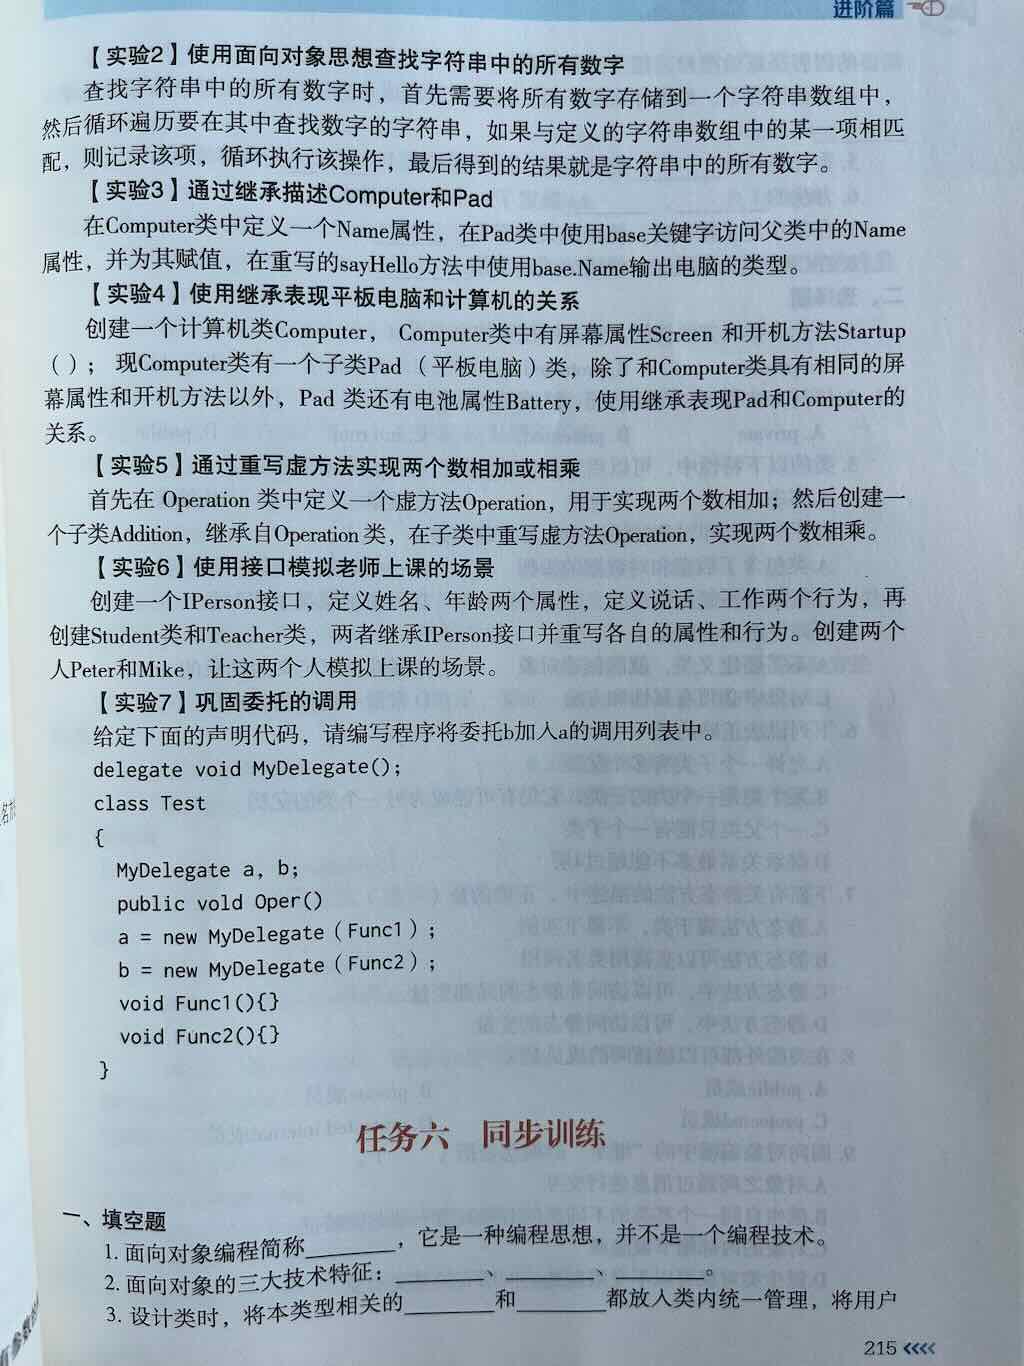 进阶篇
【实验2】使用面向对象思想查找字符串中的所有数字
查找字符串中的所有数字时，首先需要将所有数字存储到一个字符串数组中，
然后循环遍历要在其中查找数字的字符串，如果与定义的字符串数组中的某一项相匹
配，则记录该项，循环执行该操作，最后得到的结果就是字符串中的所有数字。
【实验3】通过继承描述Computer和Pad
在Computer类中定义一个Name属性，在Pad类中使用base关键字访问父类中的Name
属性，并为其赋值，在重写的sayHello方法中使用base.Name输出电脑的类型。
【实验4】使用继承表现平板电脑和计算机的关系
创建一个计算机类Computer， Computer类中有屏幕属性Screen 和开机方法Startup
（ ）； 现Computer类有一个子类Pad （平板电脑）类，除了和Computer类具有相同的屏
幕属性和开机方法以外，Pad 类还有电池属性Battery，使用继承表现Pad和Computer的
关系。
【实验5】通过重写虚方法实现两个数相加或相乘
首先在 Operation 类中定义一个虚方法Operation，用于实现两个数相加；然后创建一
个子类Addition，继承自Operation 类，在子类中重写虚方法Operation，实现两个数相乘。
【实验6】使用接口模拟老师上课的场景
创建一个IPerson接口，定义姓名、年龄两个属性，定义说话、工作两个行为，再
创建Student类和Teacher类，两者继承IPerson接口并重写各自的属性和行为。创建两个
人Peter和Mike，让这两个人模拟上课的场景。
【实验7】巩固委托的调用
给定下面的声明代码，请编写程序将委托b加入a的调用列表中。
delegate void MyDelegate();
class Test
{
MyDelegate a, b;
public vold Oper()
a = new MyDelegate（Func1）;
b = new MyDelegate（Func2）;
void Func1(){}
void Func2(){}
}
任务六 同步训练
一、填空题
1. 面向对象编程简称________，它是一种编程思想，并不是一个编程技术。
2. 面向对象的三大技术特征：________、________、________。
3. 设计类时，将本类型相关的________和________都放入类内统一管理，将用户
215